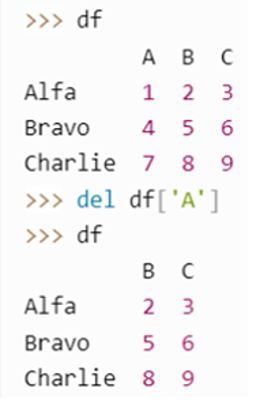 >>> df
         A  B  C
Alfa     1  2  3
Bravo    4  5  6
Charlie  7  8  9
>>> del df['A']
>>> df
         B  C
Alfa     2  3
Bravo    5  6
Charlie  8  9